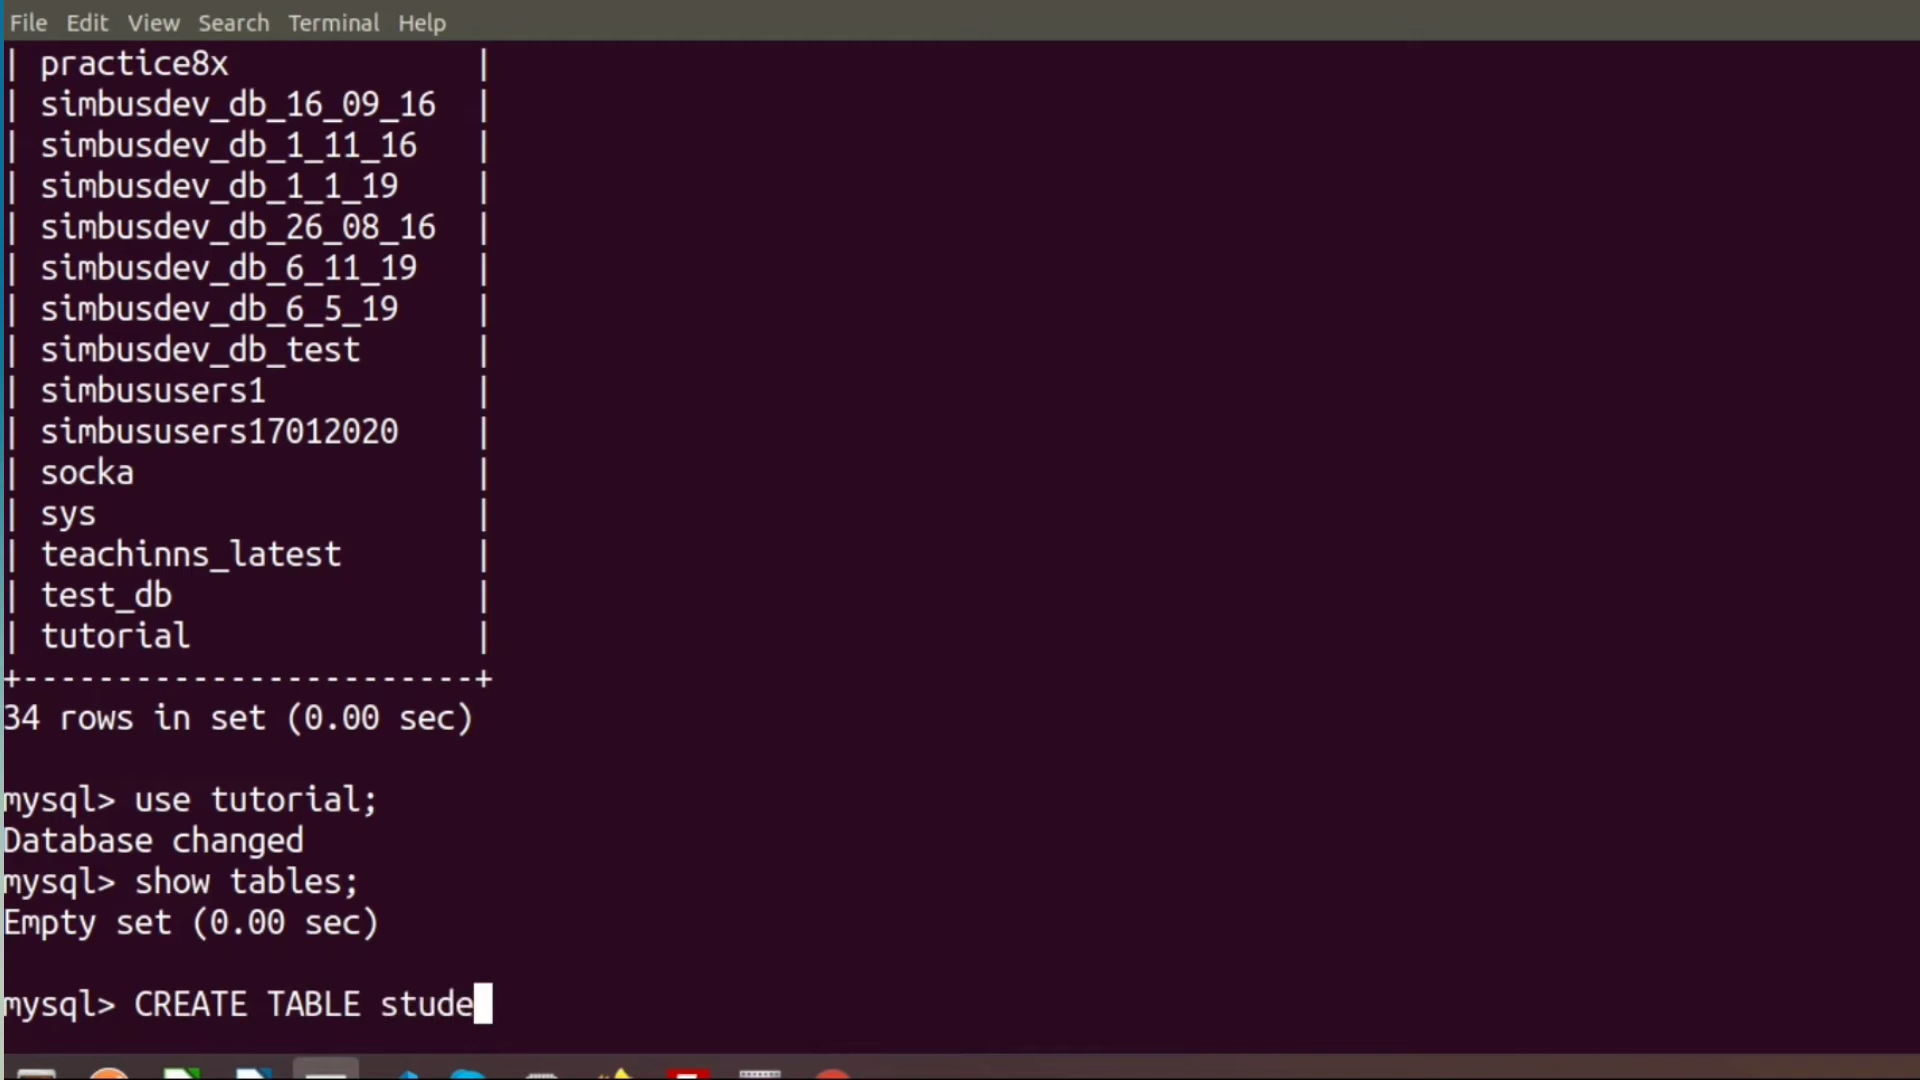 File Edit View Search Terminal Help
| practice8x |
| simbusdev_db_16_09_16 |
| simbusdev_db_1_11_16 |
| simbusdev_db_1_1_19 |
| simbusdev_db_26_08_16 |
| simbusdev_db_6_11_19 |
| simbusdev_db_6_5_19 |
| simbusdev_db_test |
| simbususers1 |
| simbususers17012020 |
| socka |
| sys |
| teachinns_latest |
| test_db |
| tutorial |
+------------------------+
34 rows in set (0.00 sec)
mysql> use tutorial;
Database changed
mysql> show tables;
Empty set (0.00 sec)
mysql> CREATE TABLE stude